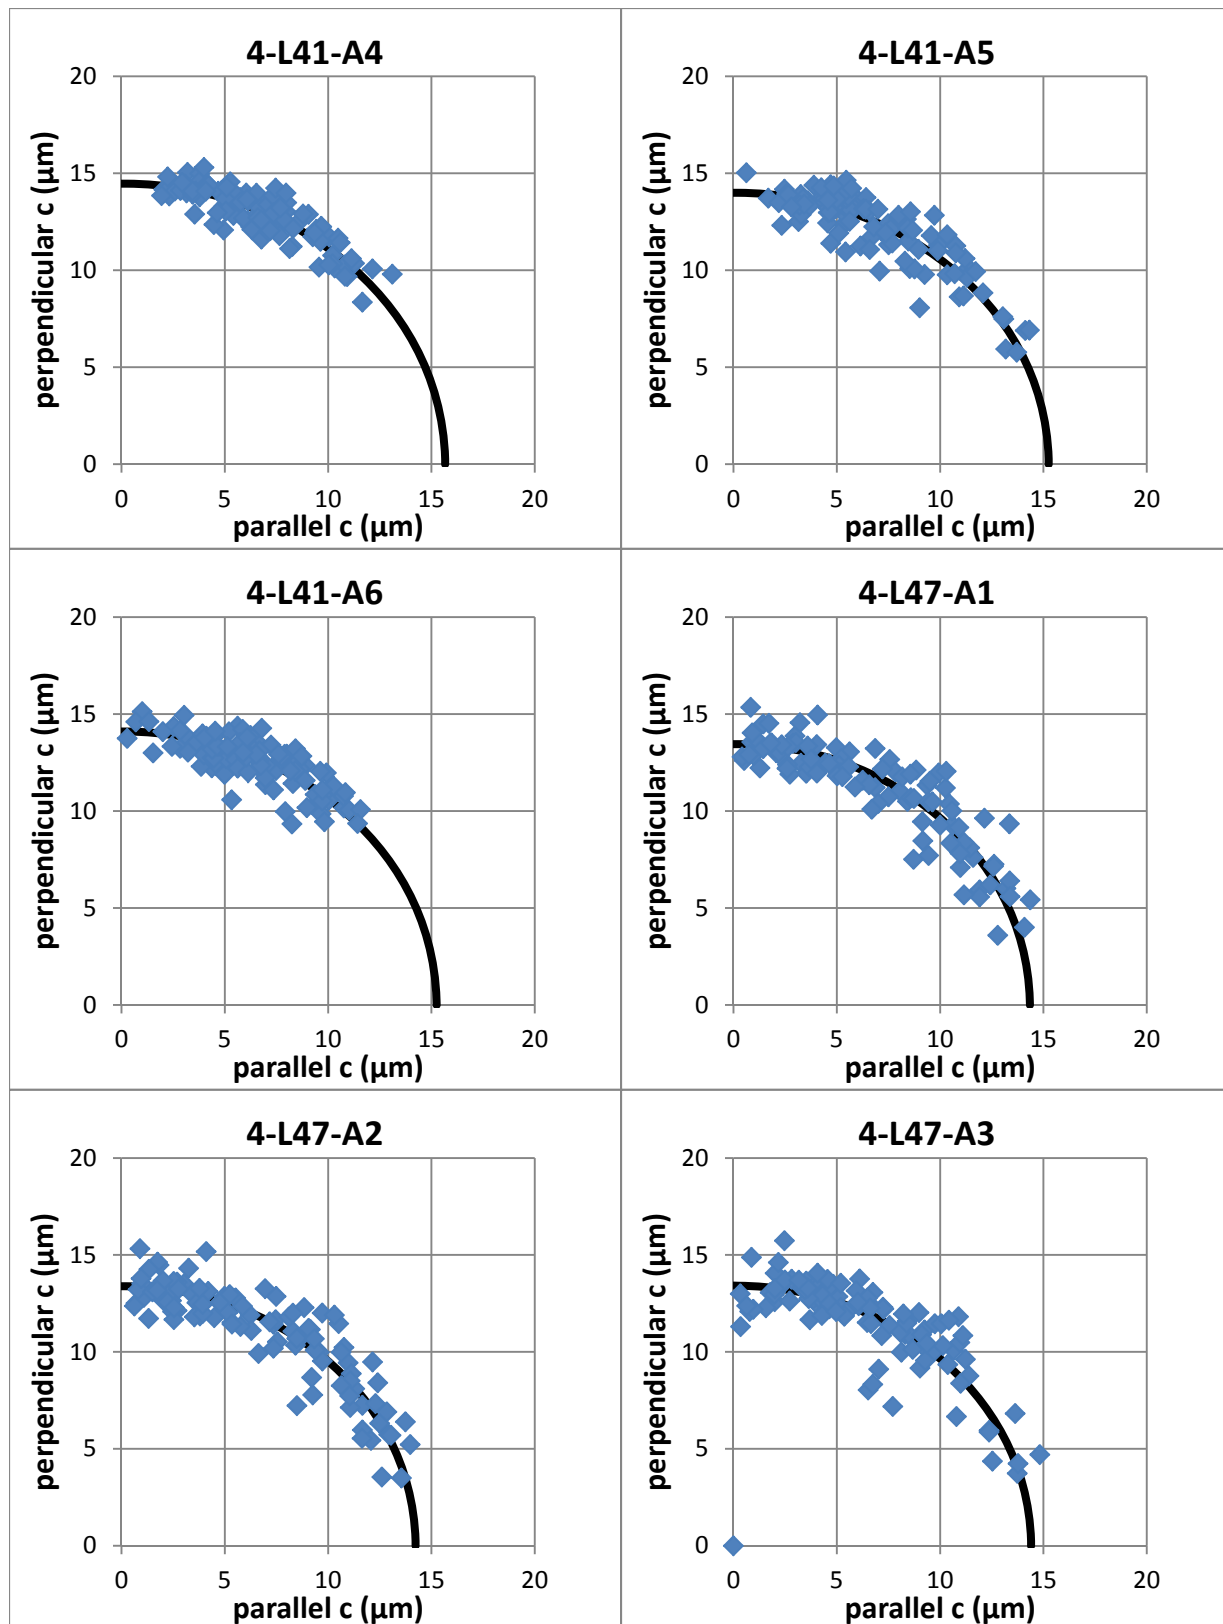 4-L41-A4
20
15
10
5
0
perpendicular c (μm)
0 5 10 15 20
parallel c (μm)
4-L41-A5
20
15
10
5
0
perpendicular c (μm)
0 5 10 15 20
parallel c (μm)
4-L41-A6
20
15
10
5
0
perpendicular c (μm)
0 5 10 15 20
parallel c (μm)
4-L47-A1
20
15
10
5
0
perpendicular c (μm)
0 5 10 15 20
parallel c (μm)
4-L47-A2
20
15
10
5
0
perpendicular c (μm)
0 5 10 15 20
parallel c (μm)
4-L47-A3
20
15
10
5
0
perpendicular c (μm)
0 5 10 15 20
parallel c (μm)